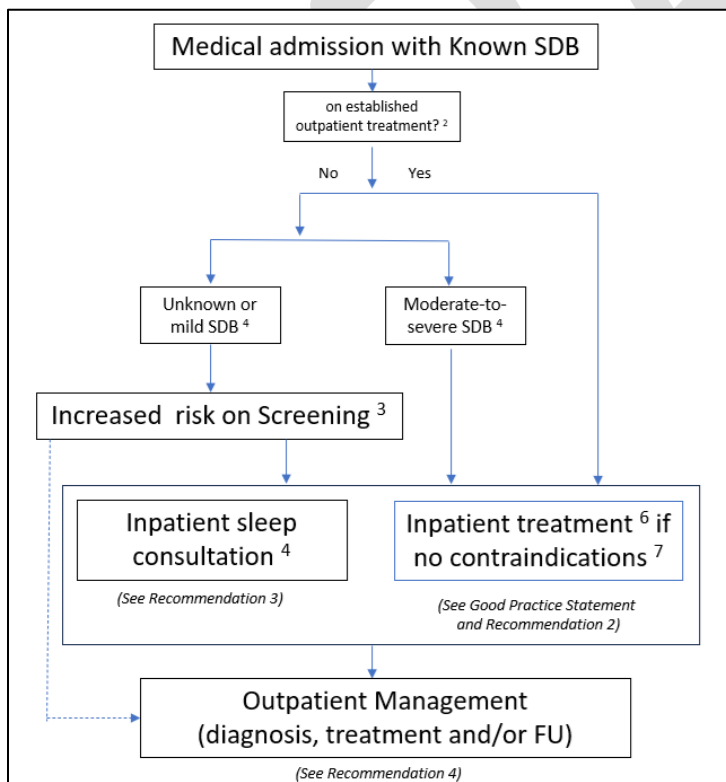 Medical admission with Known SDB
on established
outpatient treatment? 2
No Yes
Unknown or
mild SDB 4
Moderate-to-
severe SDB 4
Increased risk on Screening 3
Inpatient sleep
consultation 4
(See Recommendation 3)
Inpatient treatment 6 if
no contraindications 7
(See Good Practice Statement
and Recommendation 2)
Outpatient Management
(diagnosis, treatment and/or FU)
(See Recommendation 4)